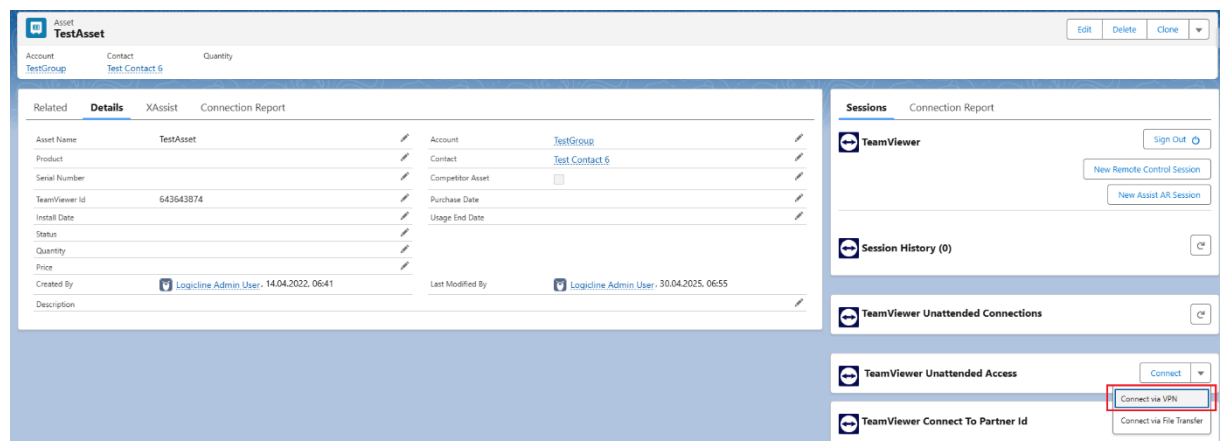 Asset
TestAsset
Edit Delete Clone
Account Contact Quantity
TestGroup Test Contact 6
Related Details XAssist Connection Report
Asset Name TestAsset Account TestGroup
Product Contact Test Contact 6
Serial Number Competitor Asset
TeamViewer Id 643643874 Purchase Date
Install Date Usage End Date
Status
Quantity
Price
Created By Logicline Admin User, 14.04.2022, 06:41 Last Modified By Logicline Admin User, 30.04.2025, 06:55
Description
Sessions Connection Report
TeamViewer Sign Out
New Remote Control Session
New Assist AR Session
Session History (0)
TeamViewer Unattended Connections
TeamViewer Unattended Access Connect
Connect via VPN
TeamViewer Connect To Partner Id Connect via File Transfer